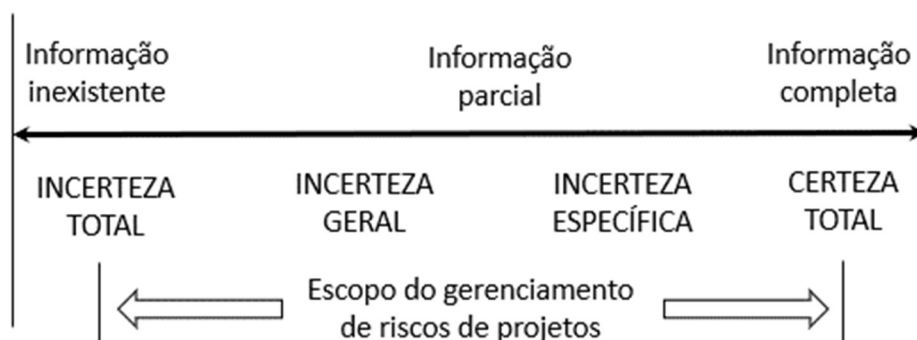 Informação
inexistente
Informação
parcial
Informação
completa
INCERTEZA
TOTAL
INCERTEZA
GERAL
INCERTEZA
ESPECÍFICA
CERTEZA
TOTAL
Escopo do gerenciamento
de riscos de projetos